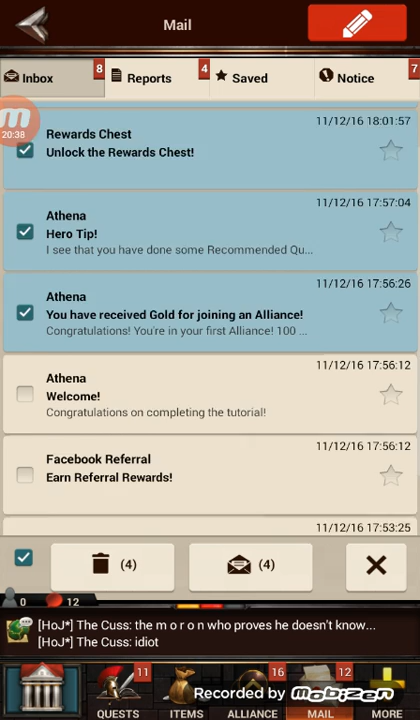 Mail
Inbox
8
Reports
4
Saved
Notice
7
20:38
11/12/16 18:01:57
Rewards Chest
Unlock the Rewards Chest!
11/12/16 17:57:04
Athena
Hero Tip!
I see that you have done some Recommended Qu...
11/12/16 17:56:26
Athena
You have received Gold for joining an Alliance!
Congratulations! You're in your first Alliance! 100 ...
11/12/16 17:56:12
Athena
Welcome!
Congratulations on completing the tutorial!
11/12/16 17:56:12
Facebook Referral
Earn Referral Rewards!
11/12/16 17:53:25
(4)
(4)
0
12
[HoJ*] The Cuss: the m o r o n who proves he doesn't know...
[HoJ*] The Cuss: idiot
11
16
12
Recorded by mobizen
QUESTS
ITEMS
ALLIANCE
MAIL
MORE